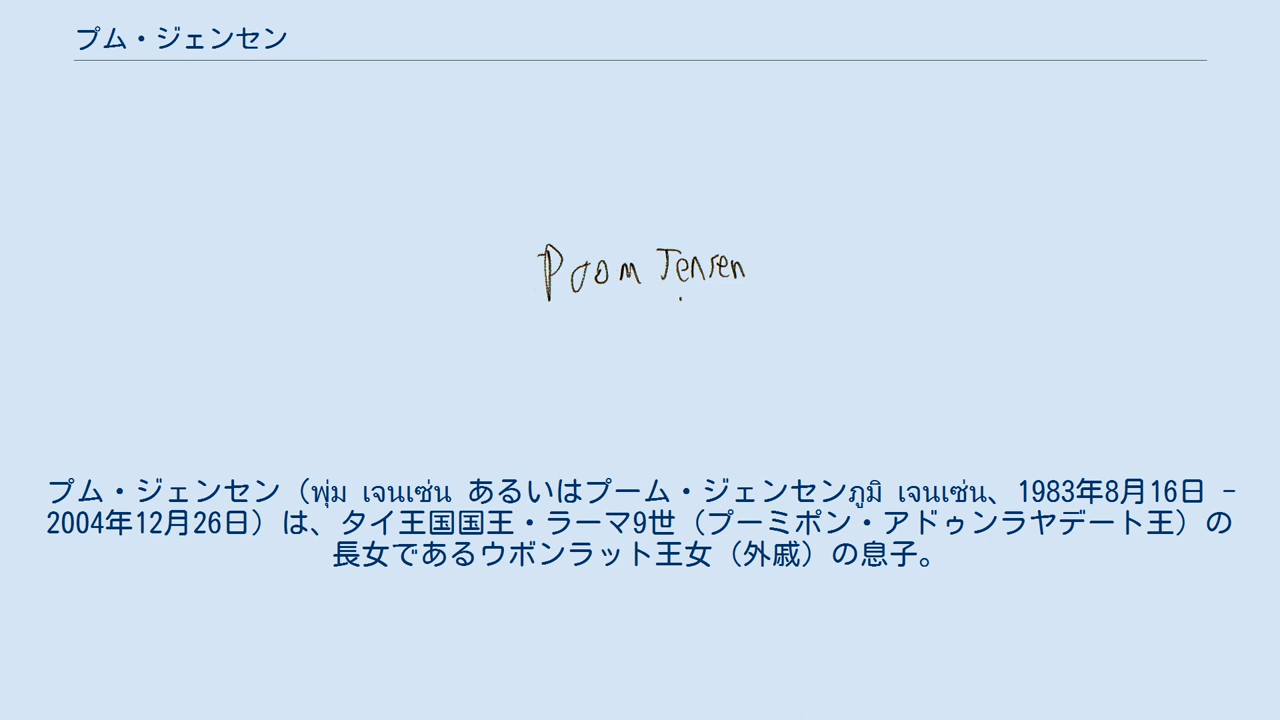 プム・ジェンセン
Poom Jensen
プム・ジェンセン（พุ่ม เจนเซ่น あるいはプーム・ジェンセンภูมิ เจนเซ่น、1983年8月16日 -
2004年12月26日）は、タイ王国国王・ラーマ9世（プーミポン・アドゥンラヤデート王）の
長女であるウボンラット王女（外戚）の息子。